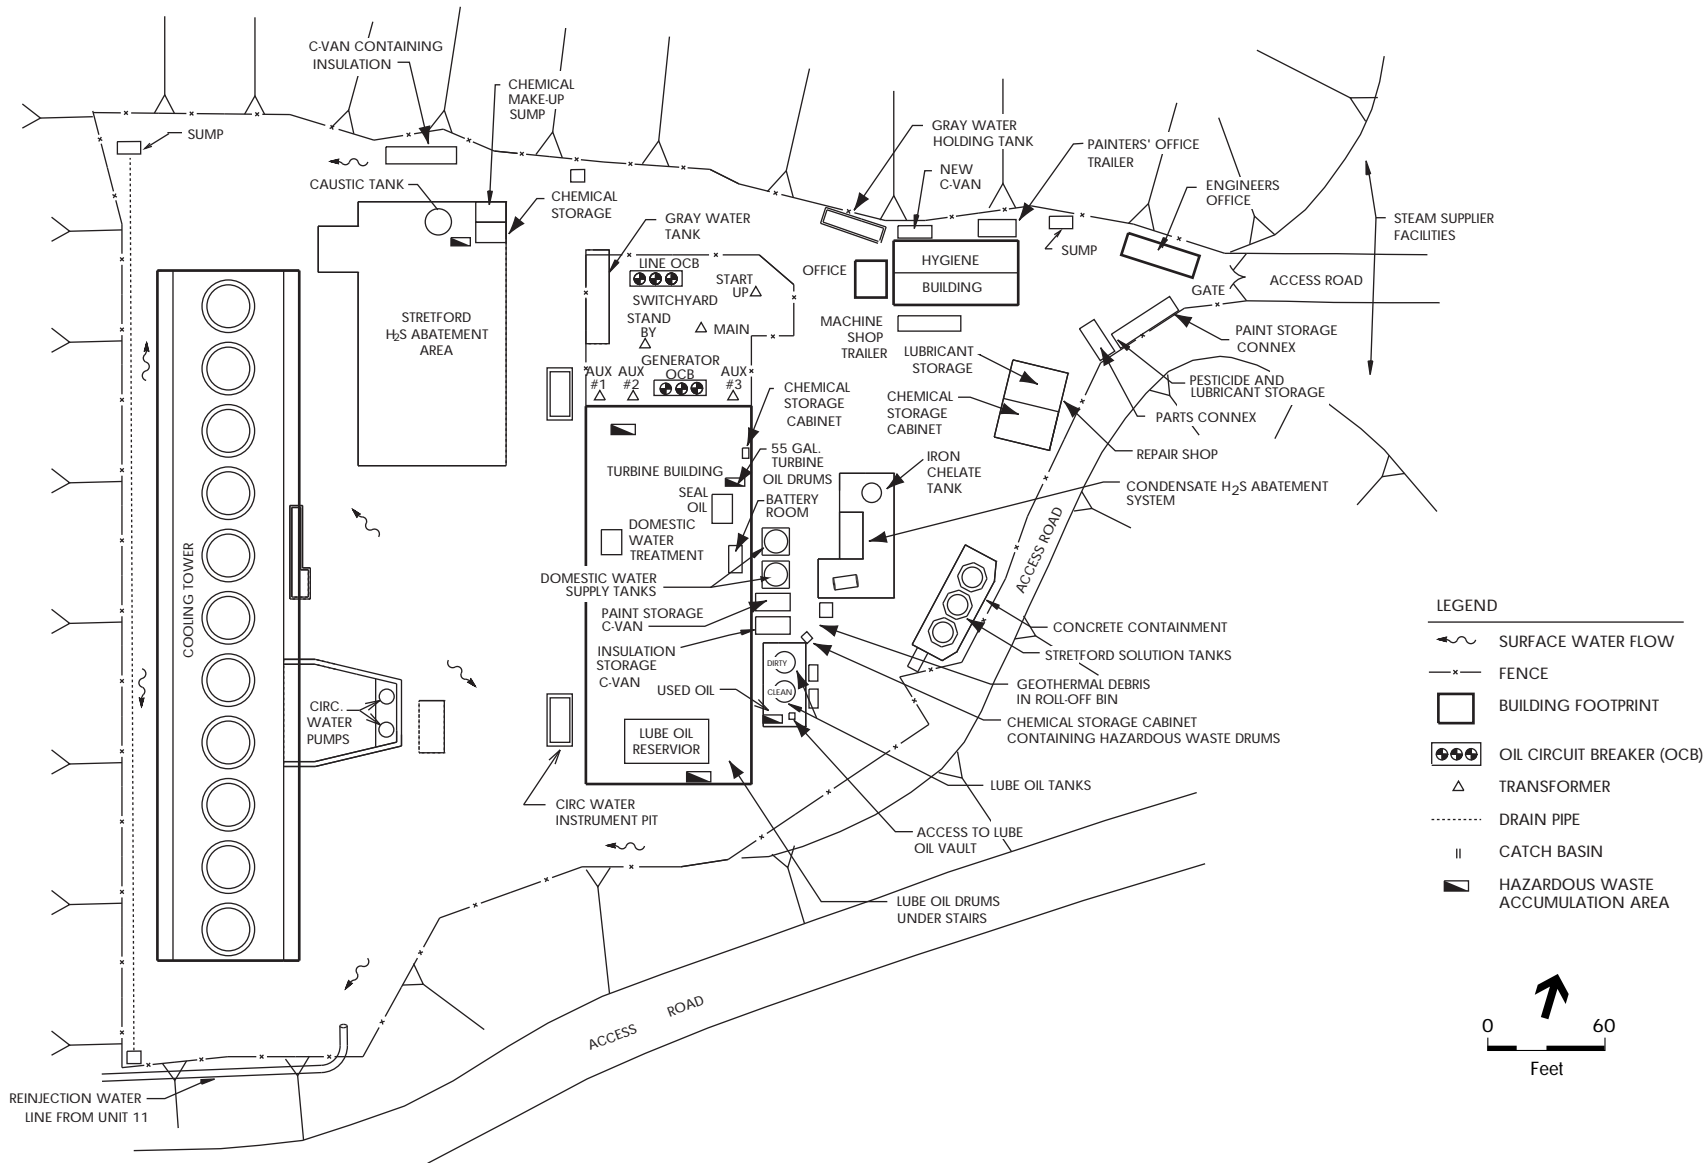 C-VAN CONTAINING
INSULATION
CHEMICAL
MAKE-UP
SUMP
SUMP
CAUSTIC TANK
CHEMICAL
STORAGE
GRAY WATER
TANK
GRAY WATER
HOLDING TANK
NEW
C-VAN
PAINTERS' OFFICE
TRAILER
ENGINEERS
OFFICE
STEAM SUPPLIER
FACILITIES
SUMP
OFFICE
HYGIENE
BUILDING
GATE
ACCESS ROAD
LINE OCB
START
UP
SWITCHYARD
STAND
BY
MAIN
GENERATOR
OCB
AUX
#1
AUX
#2
AUX
#3
STRETFORD
H2S ABATEMENT
AREA
MACHINE
SHOP
TRAILER
LUBRICANT
STORAGE
CHEMICAL
STORAGE
CABINET
PAINT STORAGE
CONNEX
PESTICIDE AND
LUBRICANT STORAGE
PARTS CONNEX
REPAIR SHOP
CHEMICAL
STORAGE
CABINET
55 GAL.
TURBINE
OIL DRUMS
TURBINE BUILDING
SEAL
OIL
BATTERY
ROOM
IRON
CHELATE
TANK
CONDENSATE H2S ABATEMENT
SYSTEM
DOMESTIC
WATER
TREATMENT
ACCESS ROAD
COOLING TOWER
DOMESTIC WATER
SUPPLY TANKS
PAINT STORAGE
C-VAN
INSULATION
STORAGE
C-VAN
USED OIL
DIRTY
CLEAN
LUBE OIL
RESERVIOR
CONCRETE CONTAINMENT
STRETFORD SOLUTION TANKS
GEOTHERMAL DEBRIS
IN ROLL-OFF BIN
CHEMICAL STORAGE CABINET
CONTAINING HAZARDOUS WASTE DRUMS
LUBE OIL TANKS
ACCESS TO LUBE
OIL VAULT
LUBE OIL DRUMS
UNDER STAIRS
CIRC.
WATER
PUMPS
CIRC WATER
INSTRUMENT PIT
ACCESS ROAD
REINJECTION WATER
LINE FROM UNIT 11
LEGEND
SURFACE WATER FLOW
FENCE
BUILDING FOOTPRINT
OIL CIRCUIT BREAKER (OCB)
TRANSFORMER
DRAIN PIPE
CATCH BASIN
HAZARDOUS WASTE
ACCUMULATION AREA
0 60
Feet